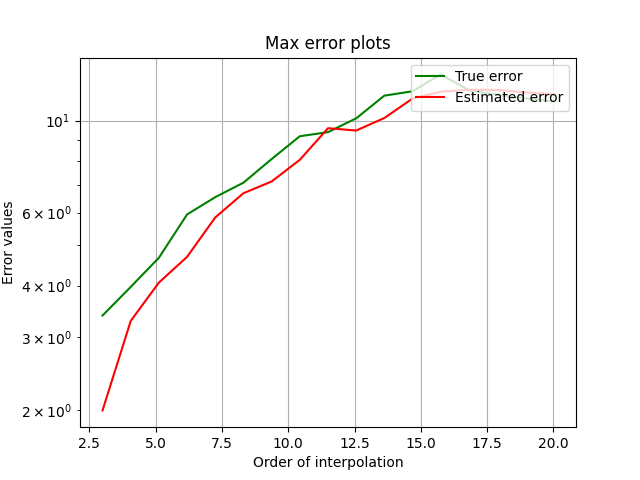 Max error plots
True error
Estimated error
10¹
6 × 10⁰
4 × 10⁰
3 × 10⁰
2 × 10⁰
Error values
2.5 5.0 7.5 10.0 12.5 15.0 17.5 20.0
Order of interpolation